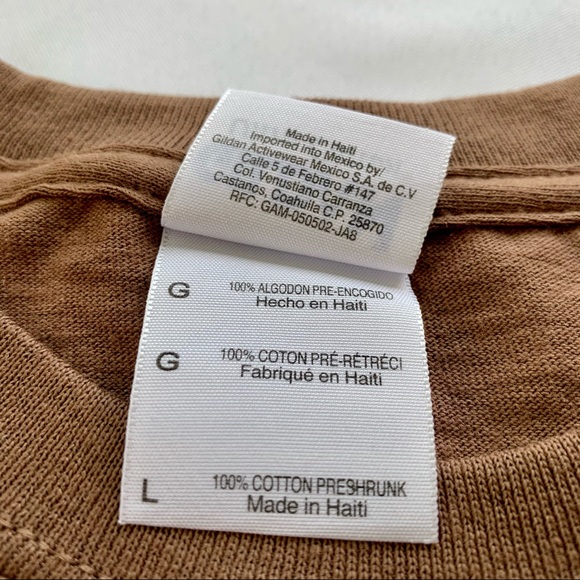 Made in Haiti
Imported into Mexico by/
Gildan Activewear Mexico S.A. de C.V
Calle 5 de Febrero #147
Col. Venustiano Carranza
Castanos, Coahuila C.P. 25870
RFC: GAM-050502-JA8
G 100% ALGODON PRE-ENCOGIDO
Hecho en Haiti
G 100% COTON PRÉ-RÉTRÉCI
Fabriqué en Haiti
L 100% COTTON PRESHRUNK
Made in Haiti